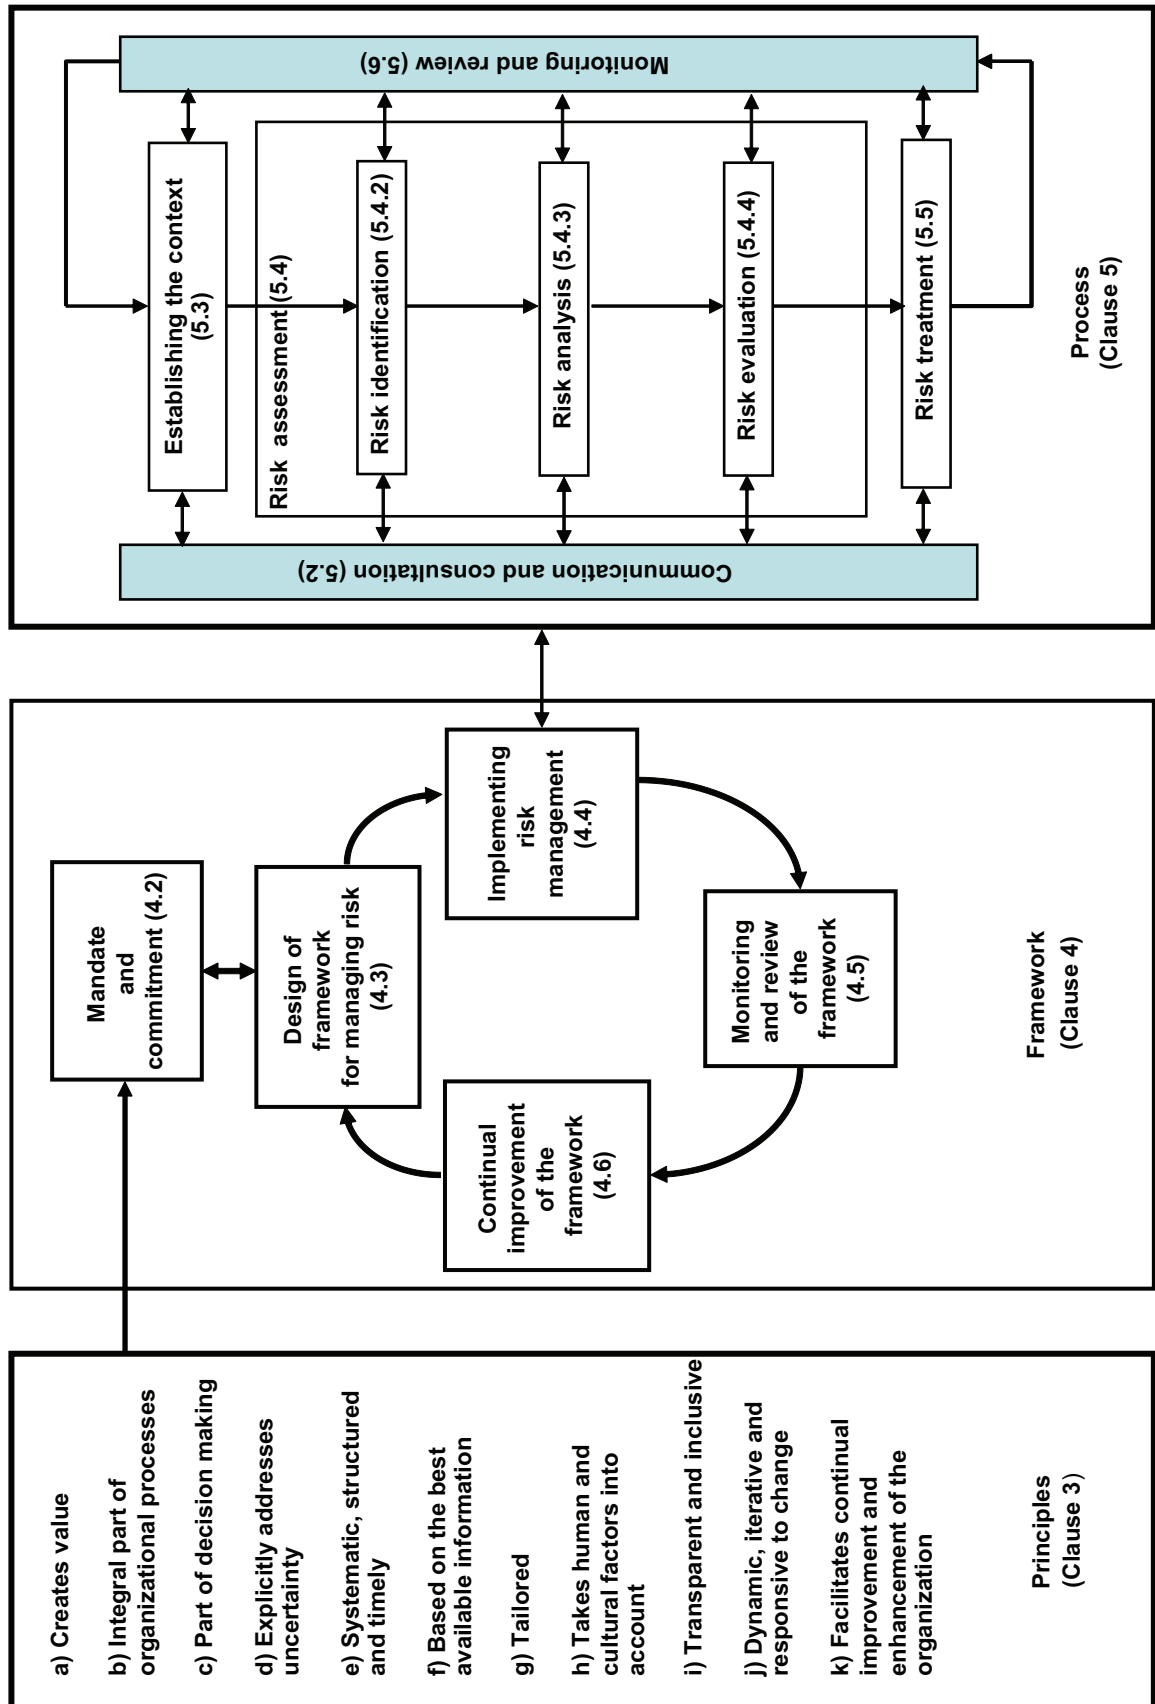 a) Creates value
b) Integral part of
organizational processes
c) Part of decision making
d) Explicitly addresses
uncertainty
e) Systematic, structured
and timely
f) Based on the best
available information
g) Tailored
h) Takes human and
cultural factors into
account
i) Transparent and inclusive
j) Dynamic, iterative and
responsive to change
k) Facilitates continual
improvement and
enhancement of the
organization
Principles
(Clause 3)
Mandate
and
commitment (4.2)
Design of
framework
for managing risk
(4.3)
Implementing
risk
management
(4.4)
Monitoring
and review
of the
framework
(4.5)
Continual
improvement
of the
framework
(4.6)
Framework
(Clause 4)
Communication and consultation (5.2)
Establishing the context
(5.3)
Risk assessment (5.4)
Risk identification (5.4.2)
Risk analysis (5.4.3)
Risk evaluation (5.4.4)
Risk treatment (5.5)
Monitoring and review (5.6)
Process
(Clause 5)